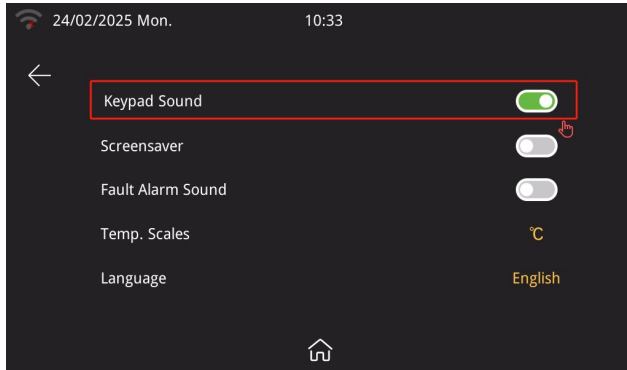 24/02/2025 Mon. 10:33
Keypad Sound
Screensaver
Fault Alarm Sound
Temp. Scales ℃
Language English